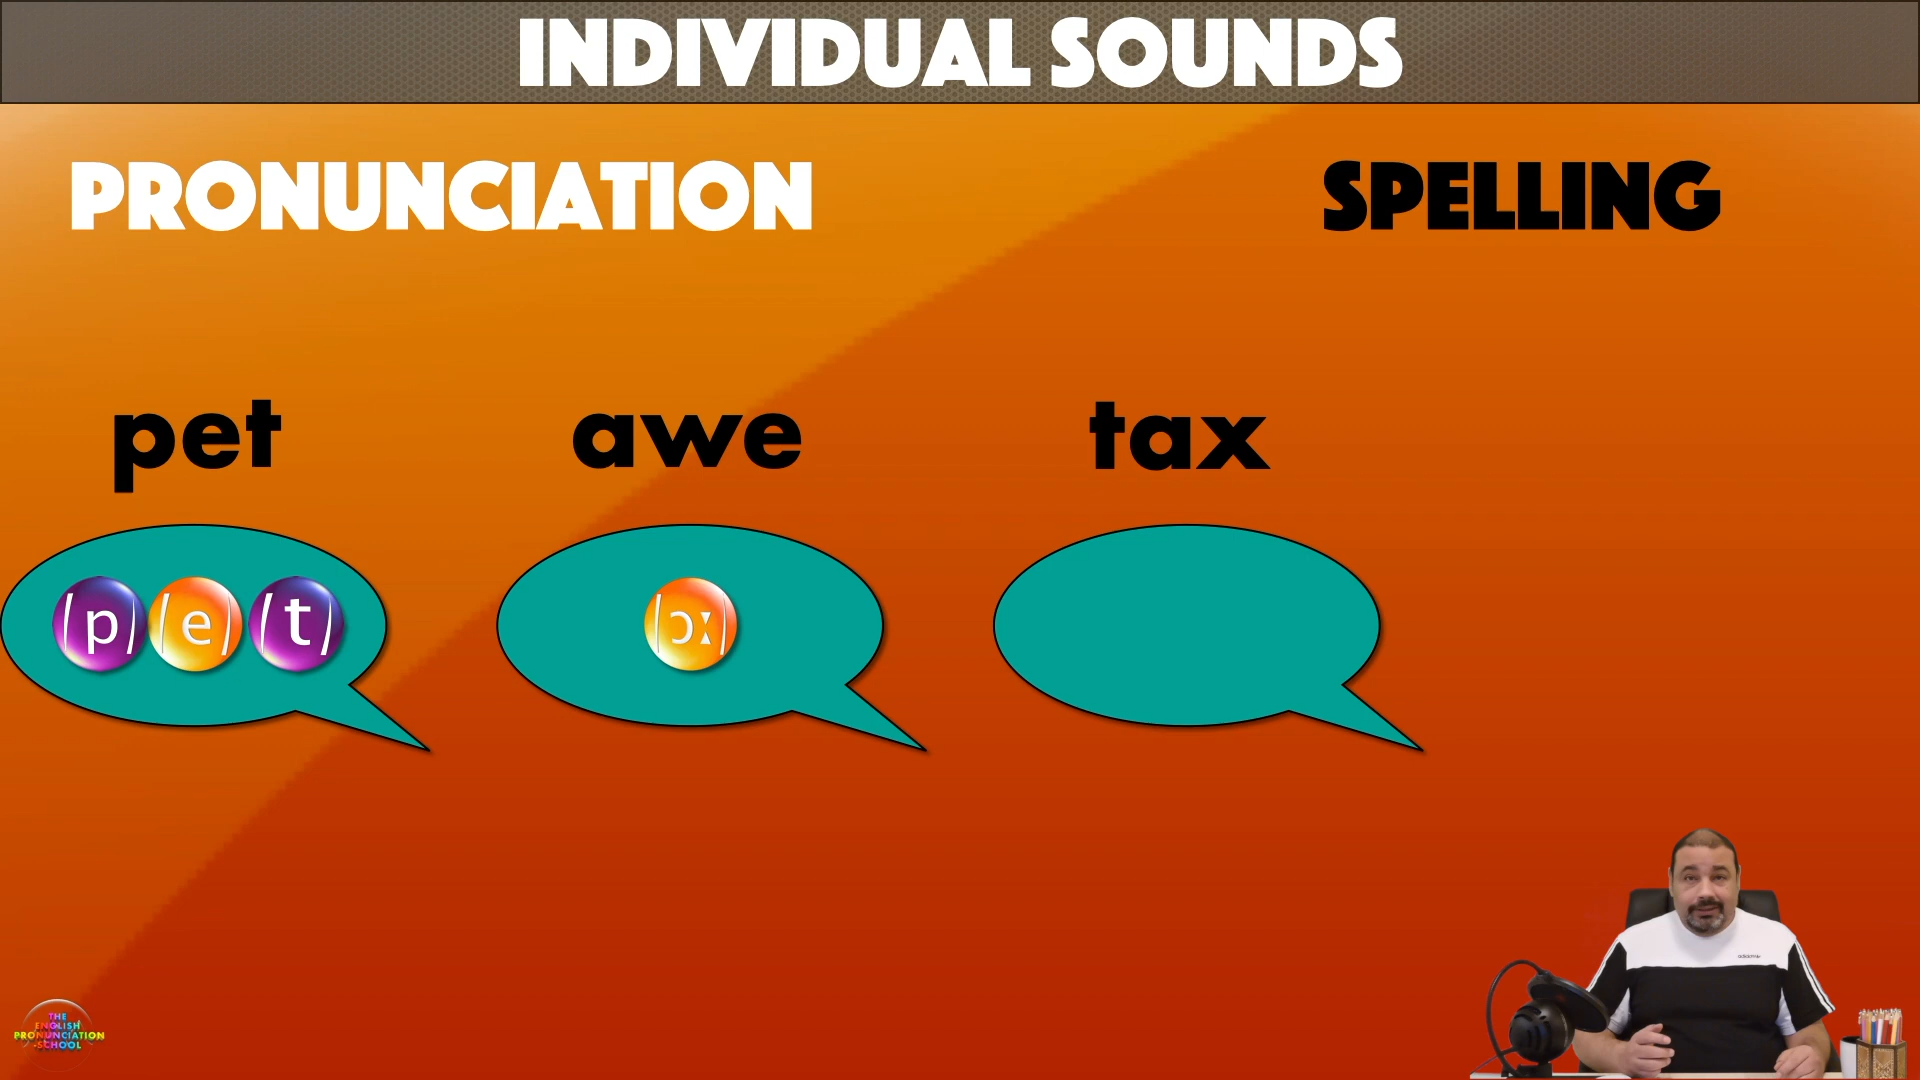 INDIVIDUAL SOUNDS
PRONUNCIATION SPELLING
pet awe tax
/p/ /e/ /t/ /ɔː/
THE
ENGLISH
PRONUNCIATION
SCHOOL